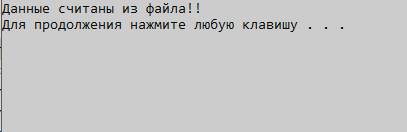 Данные считаны из файла!!
Для продолжения нажмите любую клавишу . . .